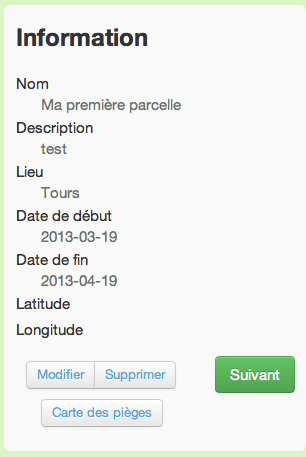 Information
Nom
Ma première parcelle
Description
test
Lieu
Tours
Date de début
2013-03-19
Date de fin
2013-04-19
Latitude
Longitude
Modifier Supprimer Suivant
Carte des pièges